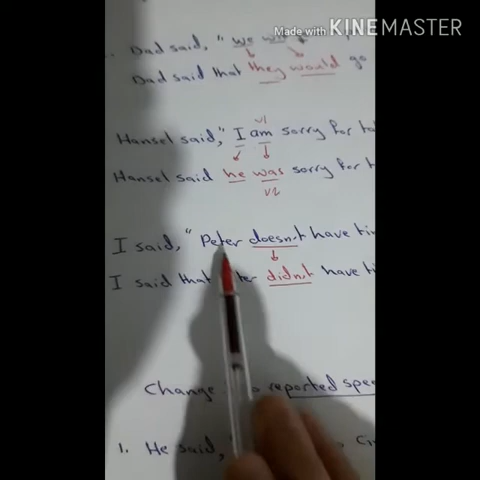 Made with KINEMASTER
Dad said, "we
Dad said that they would go
v1
Hansel said," I am sorry for
Hansel said he was sorry for
v2
I said, "Peter doesn,t have
I said that didn,t have
Change reported
1. He said,"